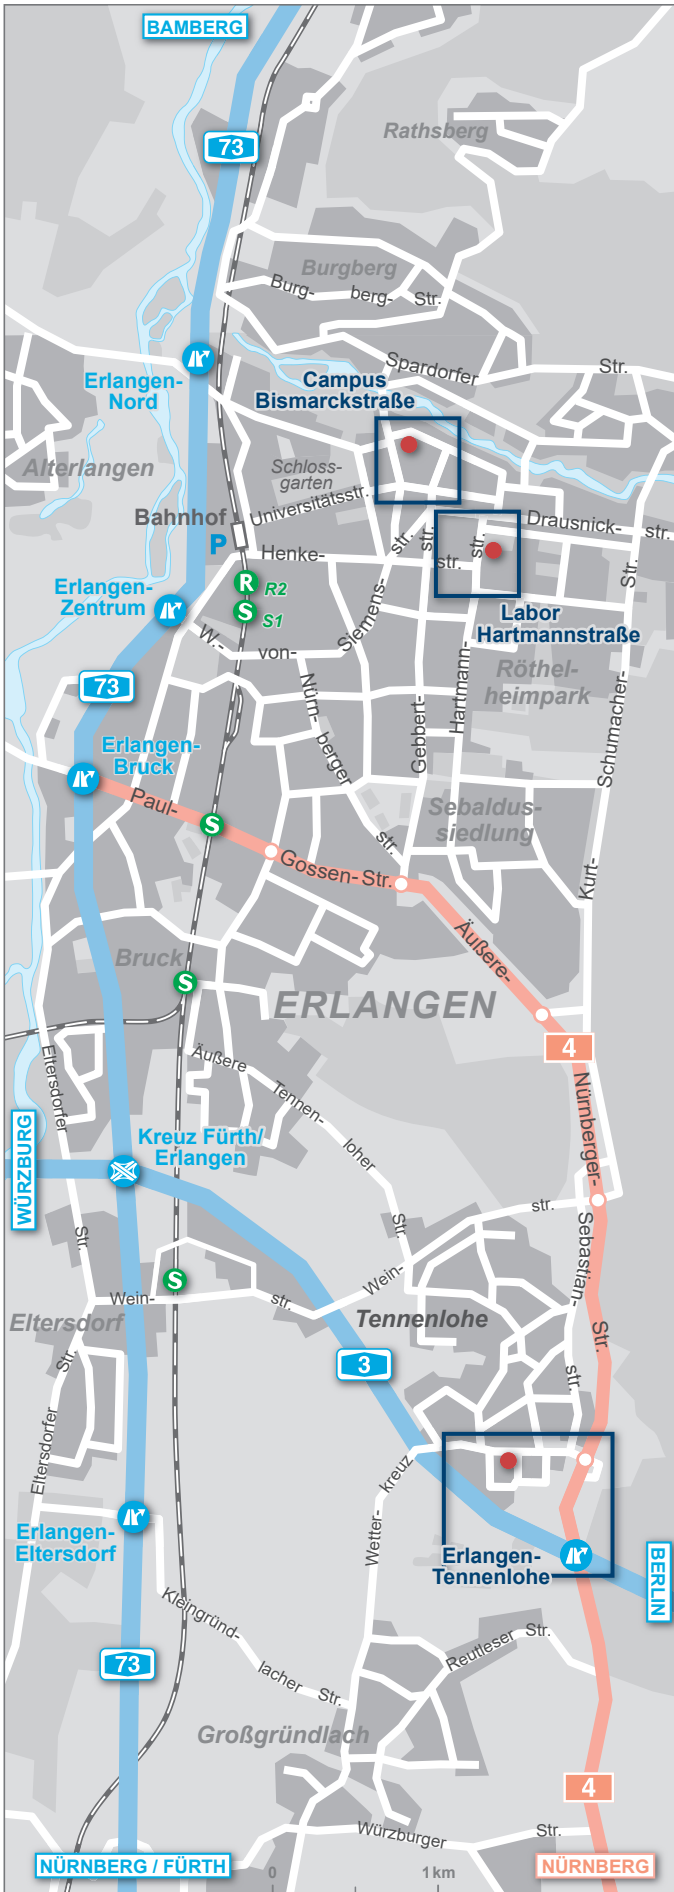 BAMBERG
73
Rathsberg
Burgberg
Burg-
berg-
Str.
Erlangen-
Nord
Spardorfer
Str.
Campus
Bismarckstraße
Alterlangen
Schloss-
garten
Universitätsstr.
Bahnhof
P
Drausnick-
str.
Henke-
str.
R R2
S S1
Erlangen-
Zentrum
Labor
Hartmannstraße
W.-
von-
Siemens-
str.
Nürn-
berger
str.
Gebbert-
str.
Hartmann-
str.
Röthel-
heimpark
Kurt-
Schumacher-
Str.
73
Erlangen-
Bruck
Sebaldus-
siedlung
Paul-
S
Gossen-Str.
Äußere-
Bruck
S
ERLANGEN
4
Nürnberger-
Str.
Eltersdorfer
Str.
Äußere
Tennen-
loher
Str.
WÜRZBURG
Kreuz Fürth/
Erlangen
Sebastian-
str.
S
Wein-
str.
Wein-
str.
Eltersdorf
Tennenlohe
3
Eltersdorfer
Str.
Wetter-
kreuz
Erlangen-
Eltersdorf
Erlangen-
Tennenlohe
BERLIN
Kleingründ-
lacher
Str.
Reutleser
Str.
73
Großgründlach
4
Würzburger
Str.
NÜRNBERG / FÜRTH
0
1km
NÜRNBERG